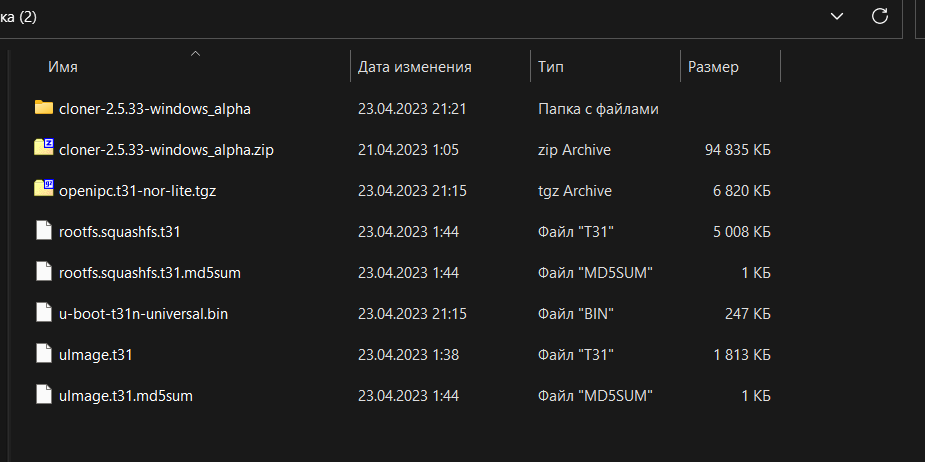 ка (2)
Имя Дата изменения Тип Размер
cloner-2.5.33-windows_alpha 23.04.2023 21:21 Папка с файлами
cloner-2.5.33-windows_alpha.zip 21.04.2023 1:05 zip Archive 94 835 КБ
openipc.t31-nor-lite.tgz 23.04.2023 21:15 tgz Archive 6 820 КБ
rootfs.squashfs.t31 23.04.2023 1:44 Файл "T31" 5 008 КБ
rootfs.squashfs.t31.md5sum 23.04.2023 1:44 Файл "MD5SUM" 1 КБ
u-boot-t31n-universal.bin 23.04.2023 21:15 Файл "BIN" 247 КБ
uImage.t31 23.04.2023 1:38 Файл "T31" 1 813 КБ
uImage.t31.md5sum 23.04.2023 1:44 Файл "MD5SUM" 1 КБ